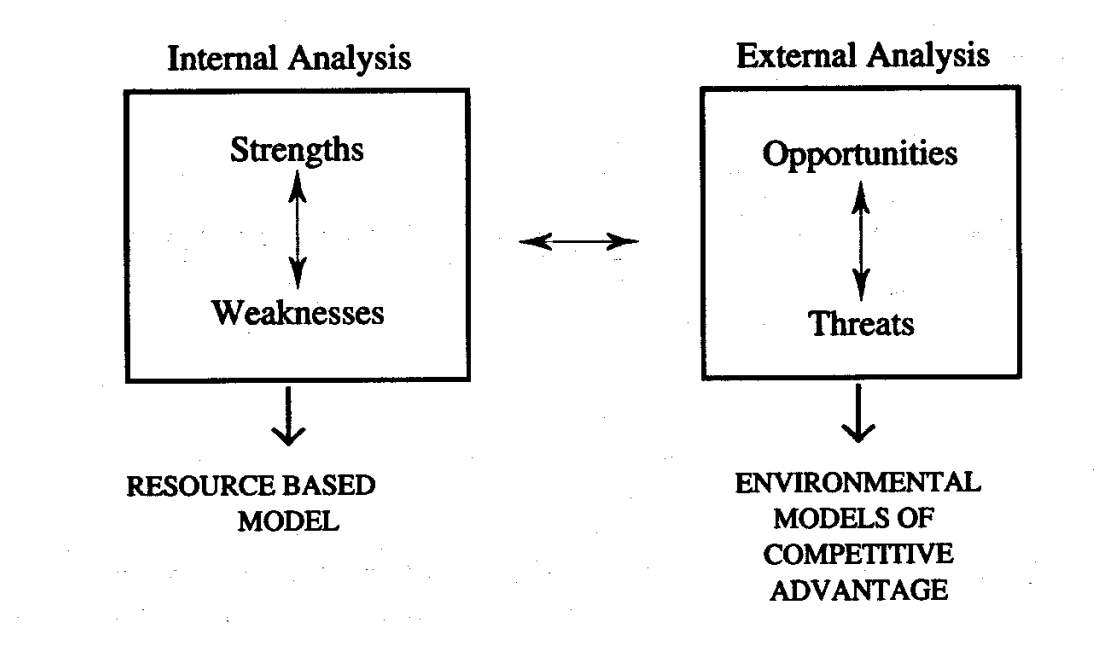 Internal Analysis
Strengths
Weaknesses
RESOURCE BASED
MODEL
External Analysis
Opportunities
Threats
ENVIRONMENTAL
MODELS OF
COMPETITIVE
ADVANTAGE